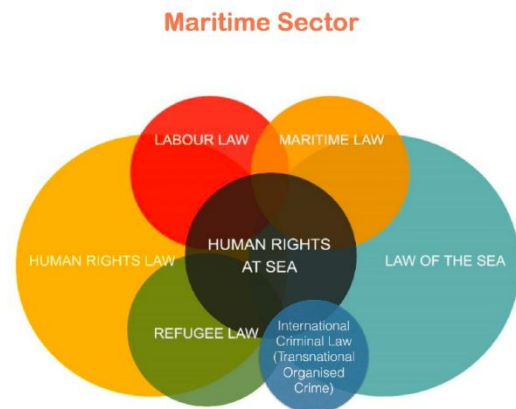 Maritime Sector
LABOUR LAW
MARITIME LAW
HUMAN RIGHTS LAW
HUMAN RIGHTS
AT SEA
LAW OF THE SEA
REFUGEE LAW
International
Criminal Law
(Transnational
Organised
Crime)